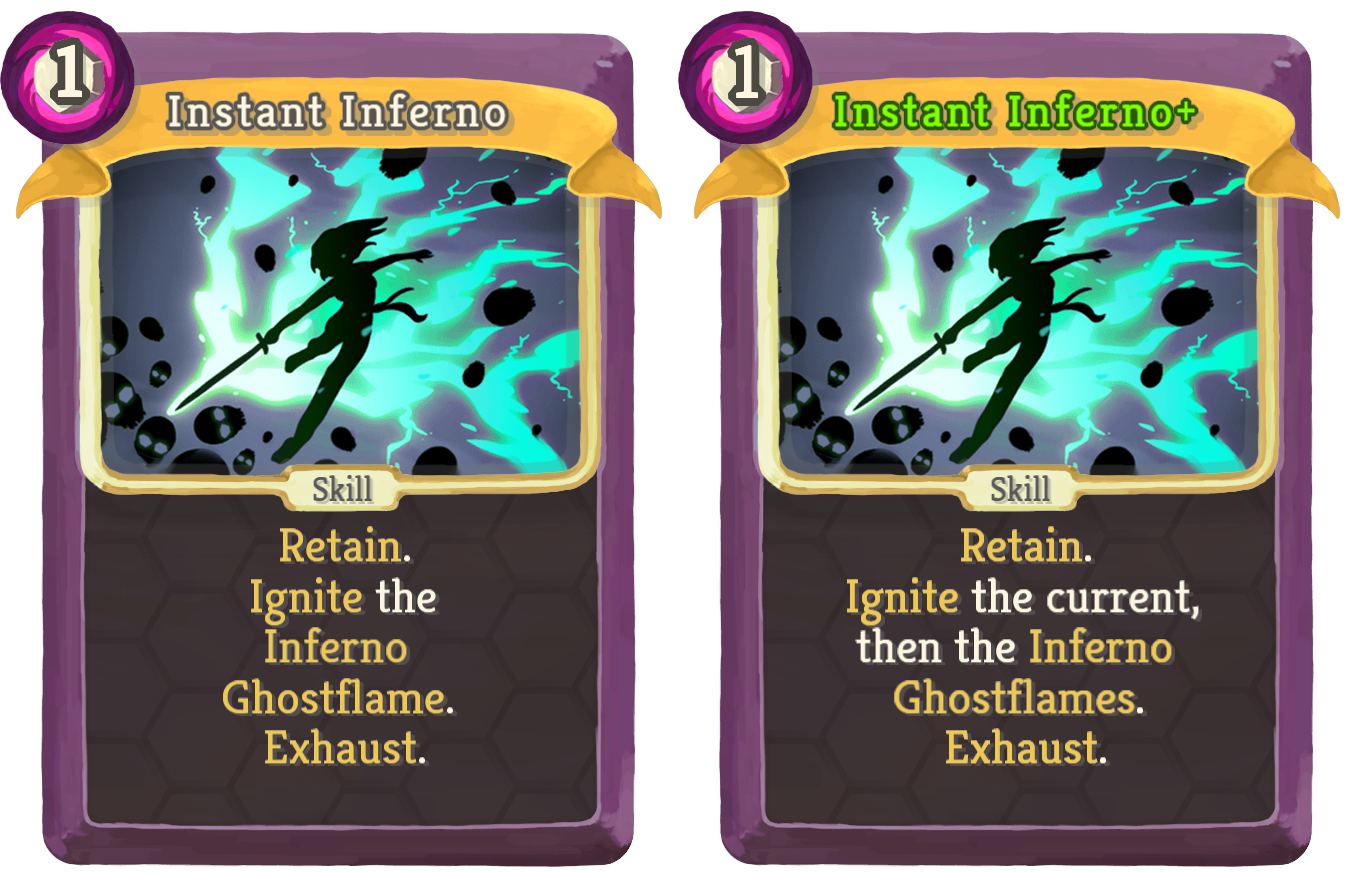 1
Instant Inferno
Skill
Retain.
Ignite the
Inferno
Ghostflame.
Exhaust.
1
Instant Inferno+
Skill
Retain.
Ignite the current,
then the Inferno
Ghostflames.
Exhaust.